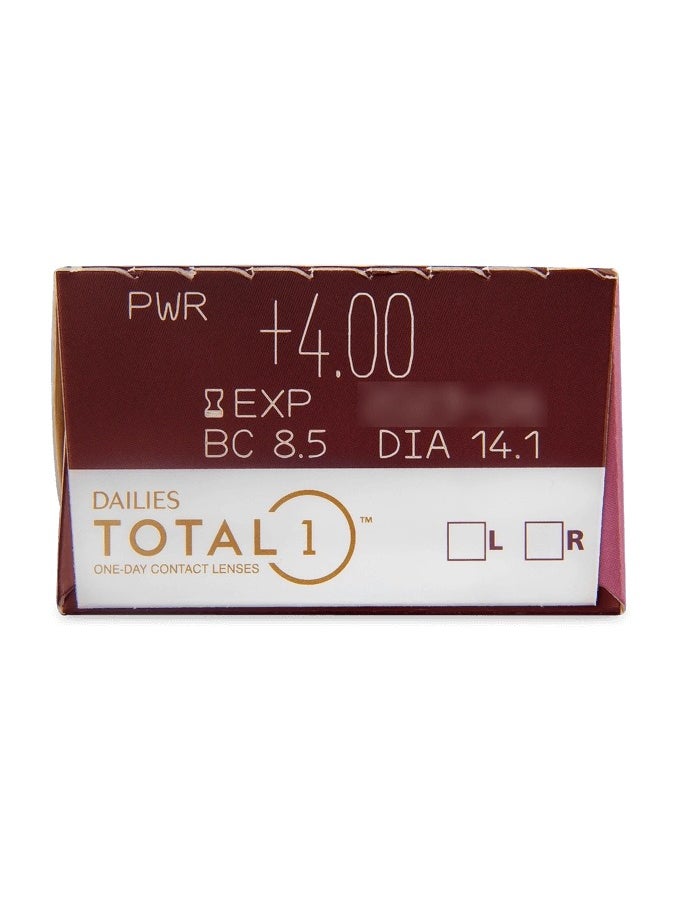 PWR +4.00
EXP
BC 8.5 DIA 14.1
DAILIES
TOTAL 1™
ONE-DAY CONTACT LENSES
L R